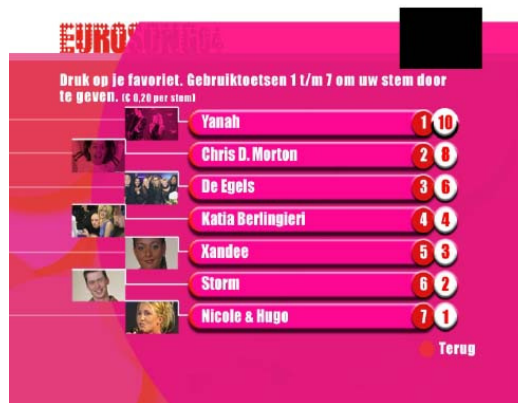 EUROSONG04
Druk op je favoriet. Gebruiktoetsen 1 t/m 7 om uw stem door
te geven. (€ 0,20 per stem)
Yanah 1 10
Chris D. Morton 2 8
De Egels 3 6
Katia Berlingieri 4 4
Xandee 5 3
Storm 6 2
Nicole & Hugo 7 1
Terug